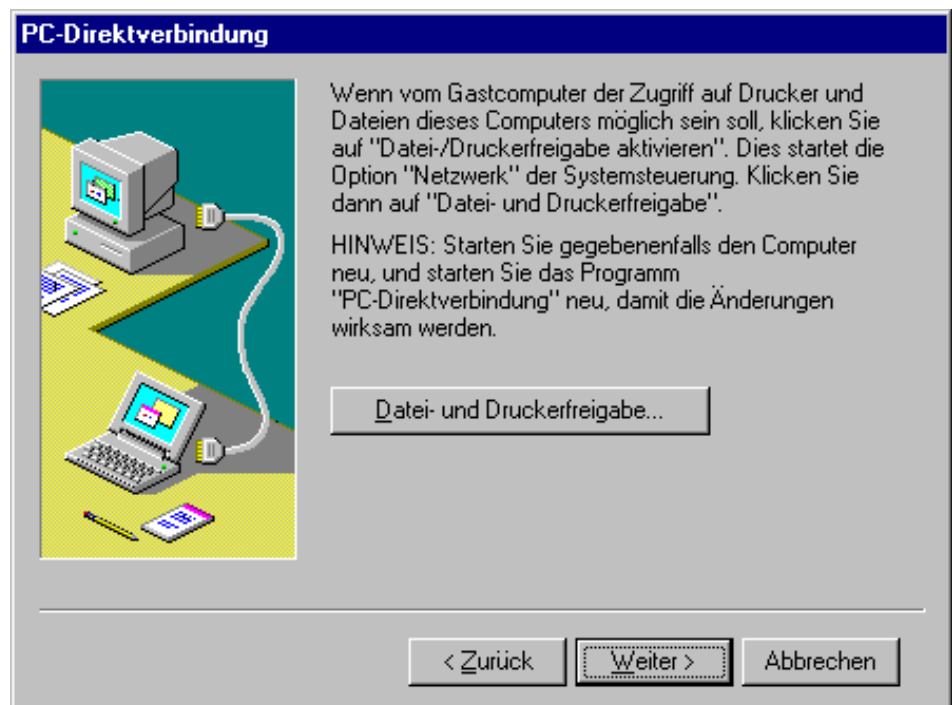 PC-Direktverbindung
Wenn vom Gastcomputer der Zugriff auf Drucker und
Dateien dieses Computers möglich sein soll, klicken Sie
auf "Datei-/Druckerfreigabe aktivieren". Dies startet die
Option "Netzwerk" der Systemsteuerung. Klicken Sie
dann auf "Datei- und Druckerfreigabe".
HINWEIS: Starten Sie gegebenenfalls den Computer
neu, und starten Sie das Programm
"PC-Direktverbindung" neu, damit die Änderungen
wirksam werden.
Datei- und Druckerfreigabe...
< Zurück
Weiter >
Abbrechen